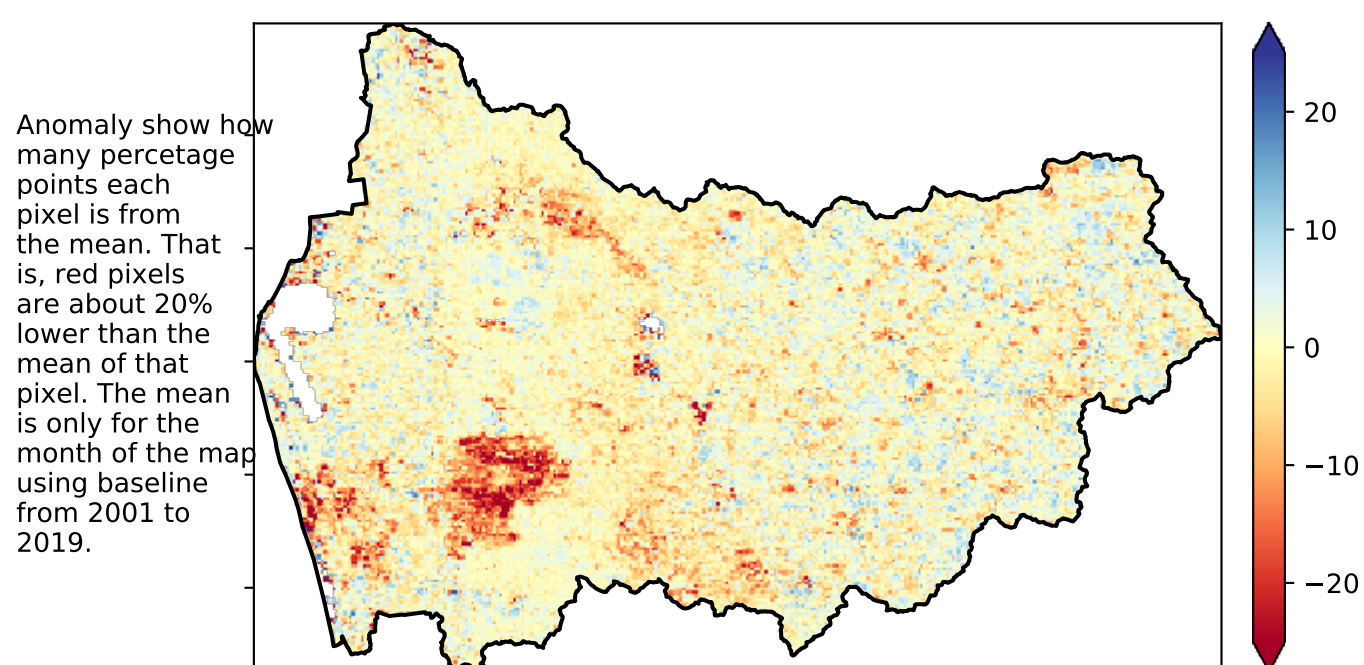 Anomaly show how
many percetage
points each
pixel is from
the mean. That
is, red pixels
are about 20%
lower than the
mean of that
pixel. The mean
is only for the
month of the map
using baseline
from 2001 to
2019.
20
10
0
−10
−20